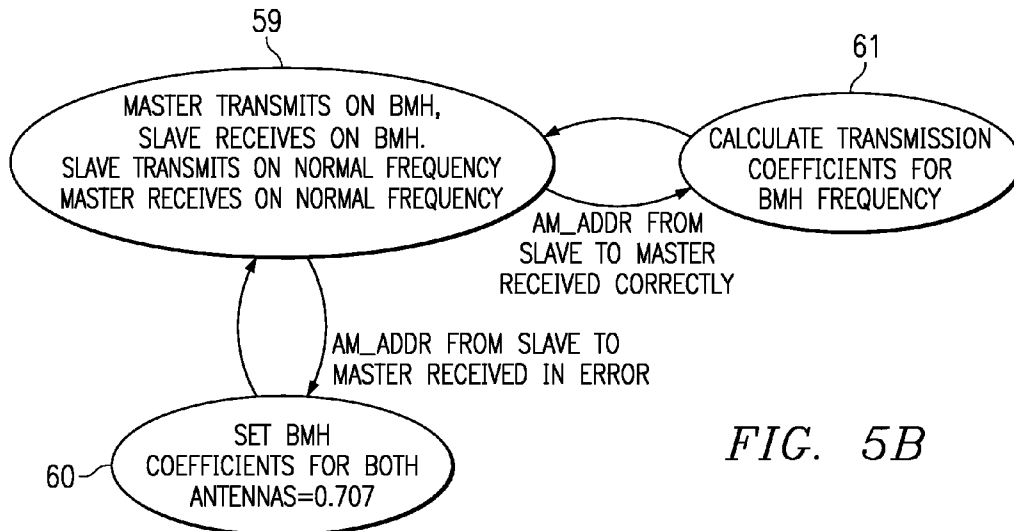 59
MASTER TRANSMITS ON BMH,
SLAVE RECEIVES ON BMH.
SLAVE TRANSMITS ON NORMAL FREQUENCY
MASTER RECEIVES ON NORMAL FREQUENCY
61
CALCULATE TRANSMISSION
COEFFICIENTS FOR
BMH FREQUENCY
AM_ADDR FROM
SLAVE TO MASTER
RECEIVED CORRECTLY
AM_ADDR FROM SLAVE TO
MASTER RECEIVED IN ERROR
60
SET BMH
COEFFICIENTS FOR BOTH
ANTENNAS=0.707
FIG. 5B